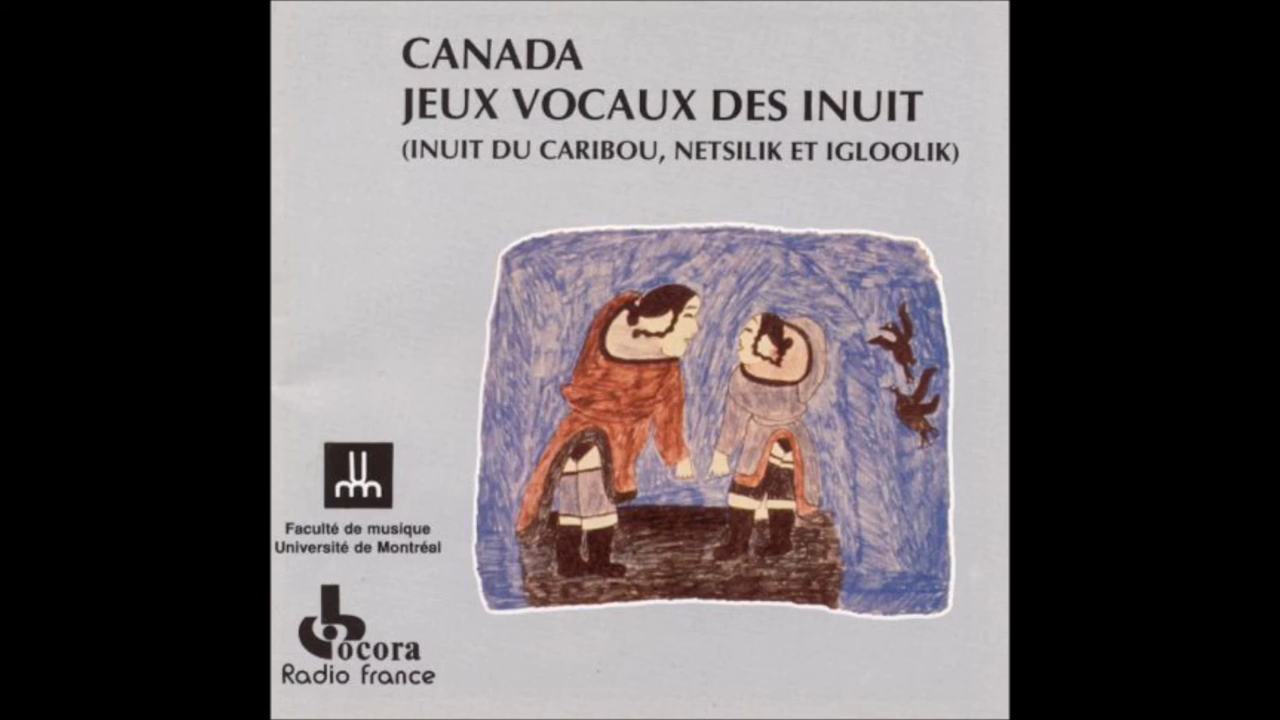 CANADA
JEUX VOCAUX DES INUIT
(INUIT DU CARIBOU, NETSILIK ET IGLOOLIK)
Faculté de musique
Université de Montréal
ocora
Radio france